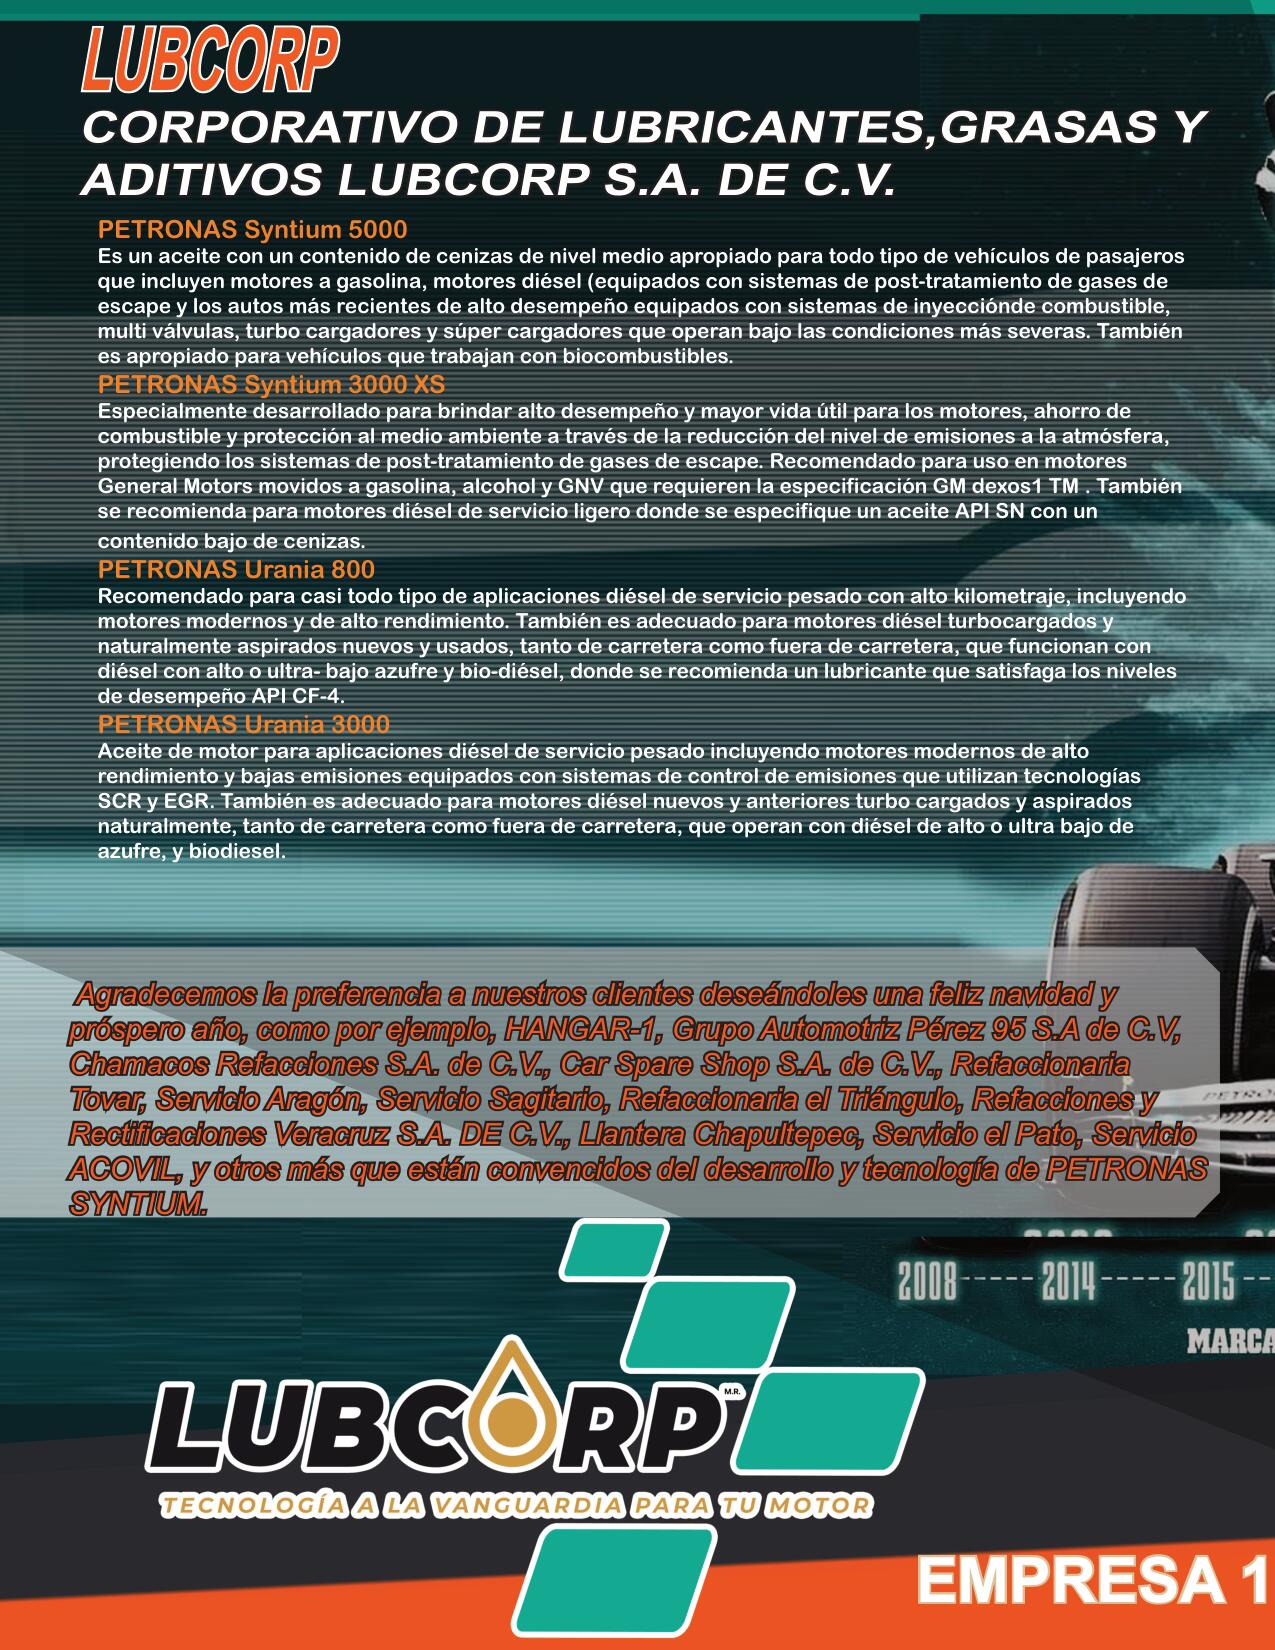 LUBCORP
CORPORATIVO DE LUBRICANTES,GRASAS Y
ADITIVOS LUBCORP S.A. DE C.V.
PETRONAS Syntium 5000
Es un aceite con un contenido de cenizas de nivel medio apropiado para todo tipo de vehículos de pasajeros
que incluyen motores a gasolina, motores diésel (equipados con sistemas de post-tratamiento de gases de
escape y los autos más recientes de alto desempeño equipados con sistemas de inyecciónde combustible,
multi válvulas, turbo cargadores y súper cargadores que operan bajo las condiciones más severas. También
es apropiado para vehículos que trabajan con biocombustibles.
PETRONAS Syntium 3000 XS
Especialmente desarrollado para brindar alto desempeño y mayor vida útil para los motores, ahorro de
combustible y protección al medio ambiente a través de la reducción del nivel de emisiones a la atmósfera,
protegiendo los sistemas de post-tratamiento de gases de escape. Recomendado para uso en motores
General Motors movidos a gasolina, alcohol y GNV que requieren la especificación GM dexos1 TM . También
se recomienda para motores diésel de servicio ligero donde se especifique un aceite API SN con un
contenido bajo de cenizas.
PETRONAS Urania 800
Recomendado para casi todo tipo de aplicaciones diésel de servicio pesado con alto kilometraje, incluyendo
motores modernos y de alto rendimiento. También es adecuado para motores diésel turbocargados y
naturalmente aspirados nuevos y usados, tanto de carretera como fuera de carretera, que funcionan con
diésel con alto o ultra- bajo azufre y bio-diésel, donde se recomienda un lubricante que satisfaga los niveles
de desempeño API CF-4.
PETRONAS Urania 3000
Aceite de motor para aplicaciones diésel de servicio pesado incluyendo motores modernos de alto
rendimiento y bajas emisiones equipados con sistemas de control de emisiones que utilizan tecnologías
SCR y EGR. También es adecuado para motores diésel nuevos y anteriores turbo cargados y aspirados
naturalmente, tanto de carretera como fuera de carretera, que operan con diésel de alto o ultra bajo de
azufre, y biodiesel.
Agradecemos la preferencia a nuestros clientes deseándoles una feliz navidad y
próspero año, como por ejemplo, HANGAR-1, Grupo Automotriz Pérez 95 S.A de C.V,
Chamacos Refacciones S.A. de C.V., Car Spare Shop S.A. de C.V., Refaccionaria
Tovar, Servicio Aragón, Servicio Sagitario, Refaccionaria el Triángulo, Refacciones y
Rectificaciones Veracruz S.A. DE C.V., Llantera Chapultepec, Servicio el Pato, Servicio
ACOVIL, y otros más que están convencidos del desarrollo y tecnología de PETRONAS
SYNTIUM.
2008 2014 2015
MARCA
LUBCORP M.R.
TECNOLOGÍA A LA VANGUARDIA PARA TU MOTOR
EMPRESA 1